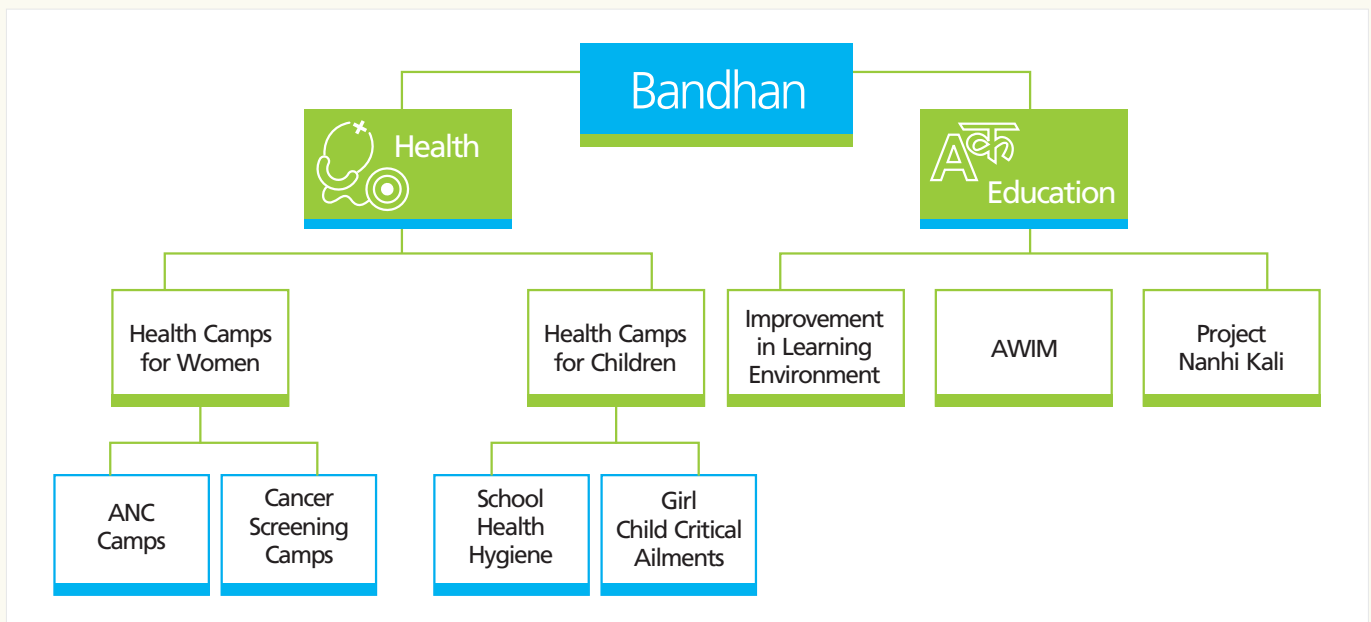 Bandhan
Health
Aक
Education
Health Camps
for Women
Health Camps
for Children
Improvement
in Learning
Environment
AWIM
Project
Nanhi Kali
ANC
Camps
Cancer
Screening
Camps
School
Health
Hygiene
Girl
Child Critical
Ailments